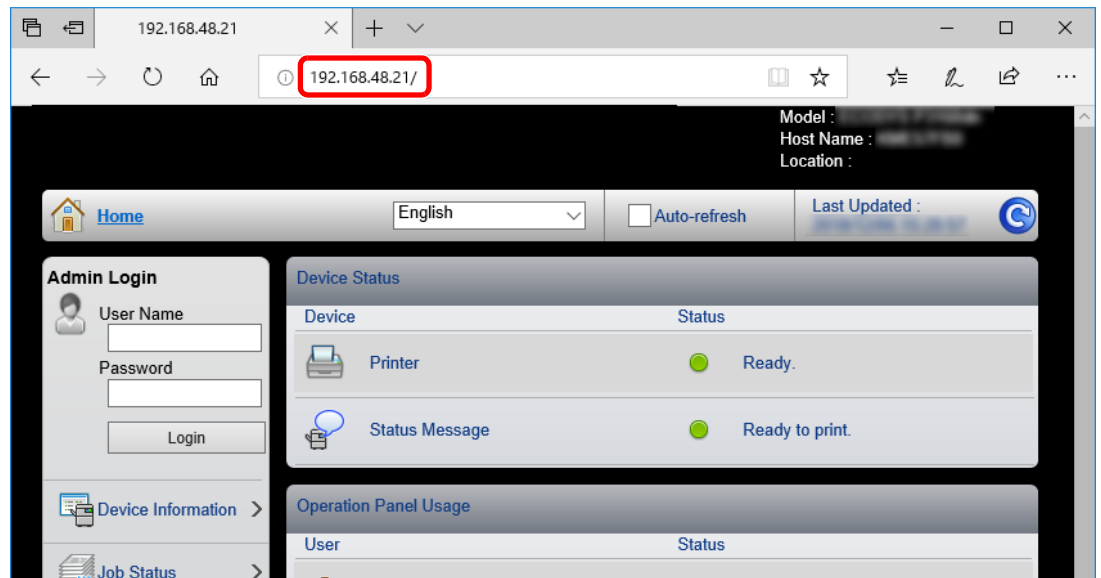 192.168.48.21
192.168.48.21/
Model :
Host Name :
Location :
Home
English
Auto-refresh
Last Updated :
Admin Login
User Name
Password
Login
Device Information
Job Status
Device Status
Device Status
Printer Ready.
Status Message Ready to print.
Operation Panel Usage
User Status